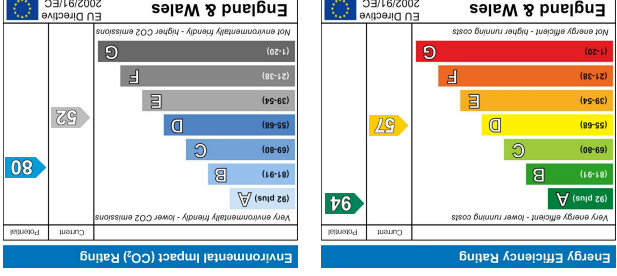 Energy Efficiency Rating
Current Potential
Very energy efficient - lower running costs
(92 plus) A
(81-91) B
(69-80) C
(55-68) D
(39-54) E
(21-38) F
(1-20) G
57
94
Not energy efficient - higher running costs
England & Wales
EU Directive
2002/91/EC
Environmental Impact (CO2) Rating
Current Potential
Very environmentally friendly - lower CO2 emissions
(92 plus) A
(81-91) B
(69-80) C
(55-68) D
(39-54) E
(21-38) F
(1-20) G
52
80
Not environmentally friendly - higher CO2 emissions
England & Wales
EU Directive
2002/91/EC